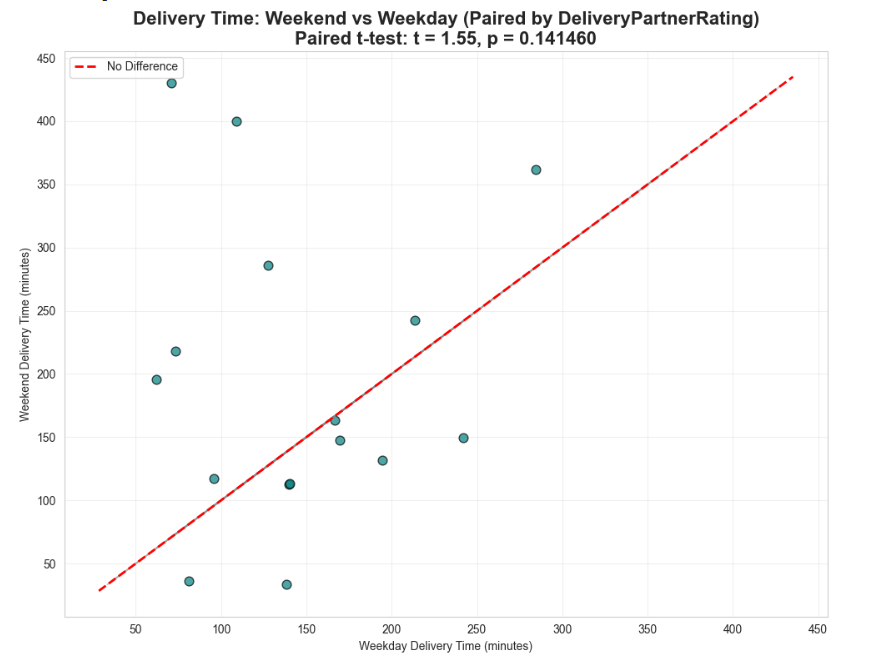 Delivery Time: Weekend vs Weekday (Paired by DeliveryPartnerRating)
Paired t-test: t = 1.55, p = 0.141460
No Difference
450
400
350
300
250
200
150
100
50
Weekend Delivery Time (minutes)
50 100 150 200 250 300 350 400 450
Weekday Delivery Time (minutes)